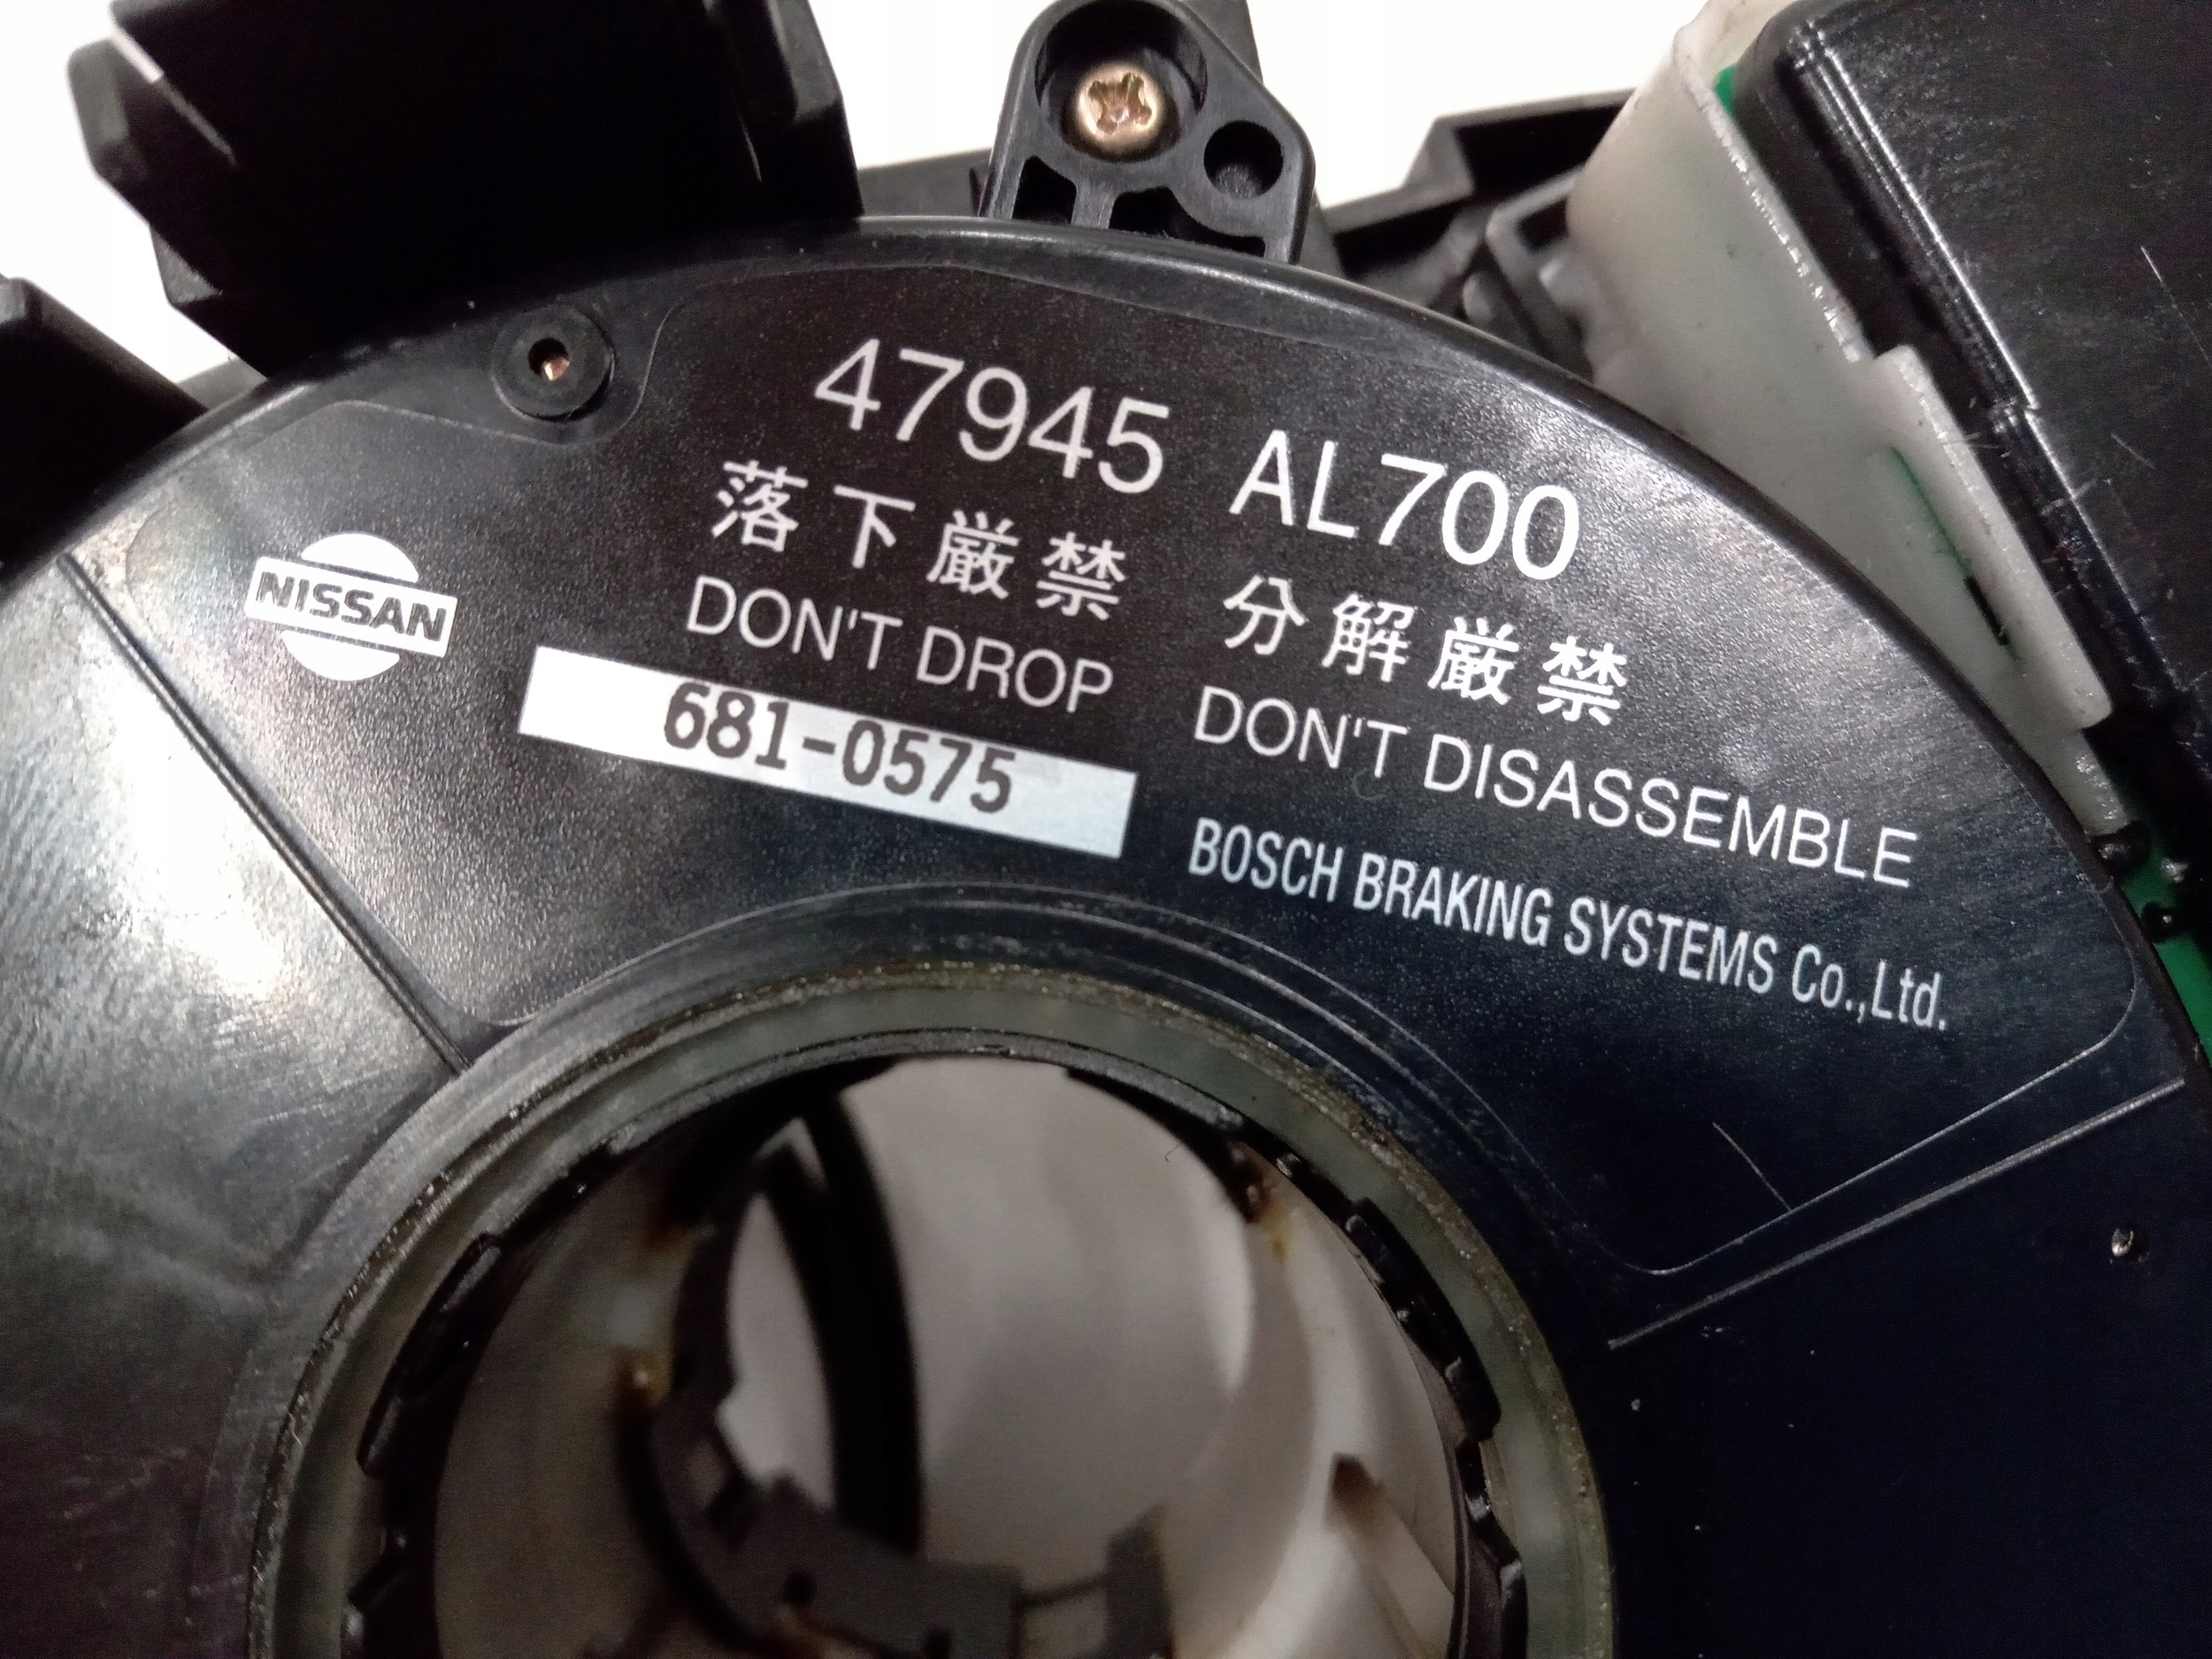 47945 AL700
落下厳禁 分解厳禁
DON'T DROP DON'T DISASSEMBLE
NISSAN
681-0575
BOSCH BRAKING SYSTEMS Co.,Ltd.